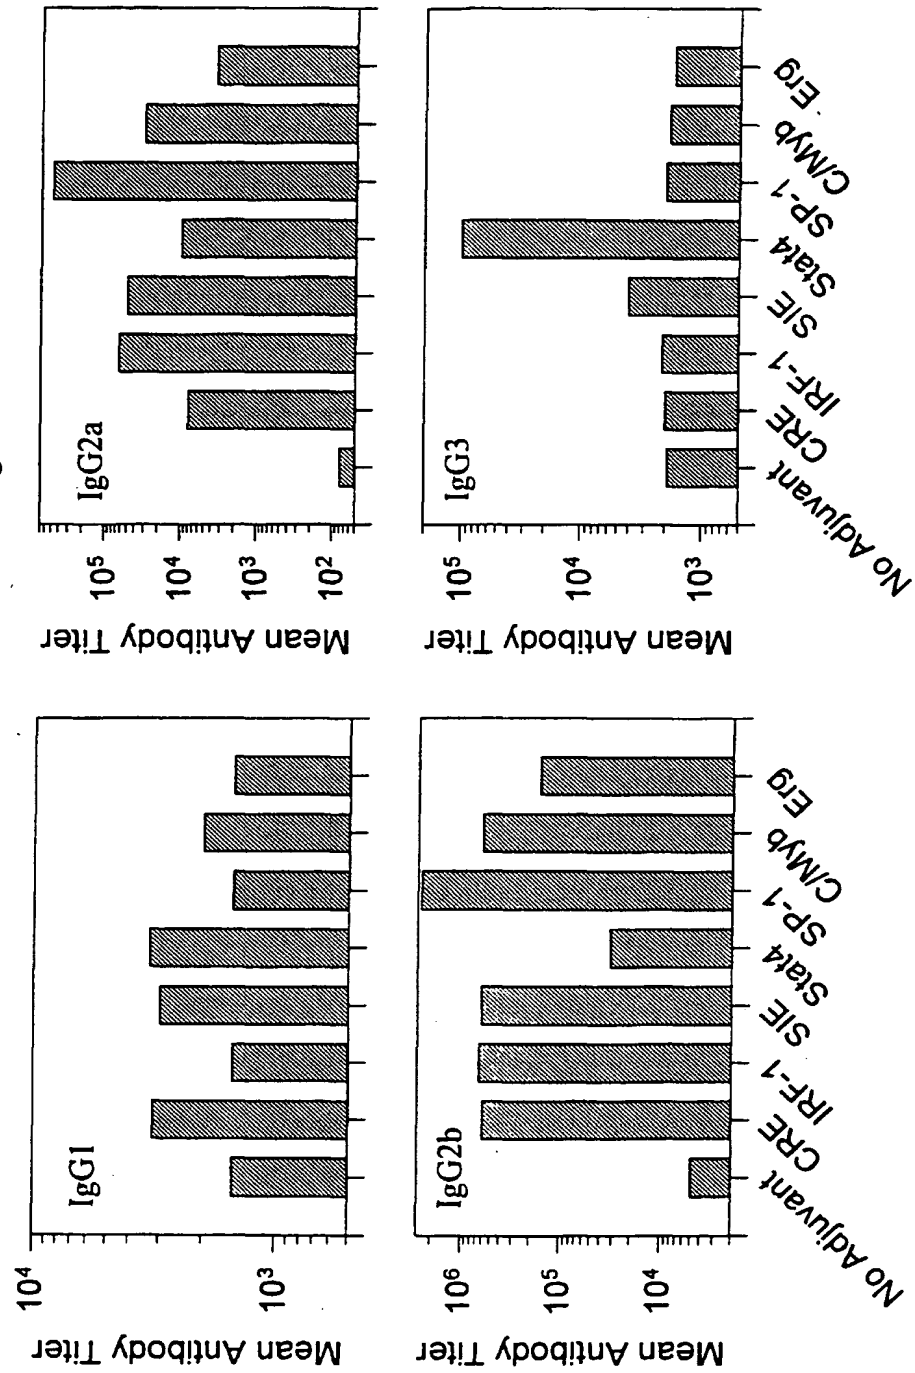 IgG1
Mean Antibody Titer
10⁴
10³
IgG2a
Mean Antibody Titer
10⁵
10⁴
10³
10²
IgG2b
Mean Antibody Titer
10⁶
10⁵
10⁴
No Adjuvant
CRE
IRF-1
SIE
Stat4
SP-1
C/Myb
Erg
IgG3
Mean Antibody Titer
10⁵
10⁴
10³
No Adjuvant
CRE
IRF-1
SIE
Stat4
SP-1
C/Myb
Erg